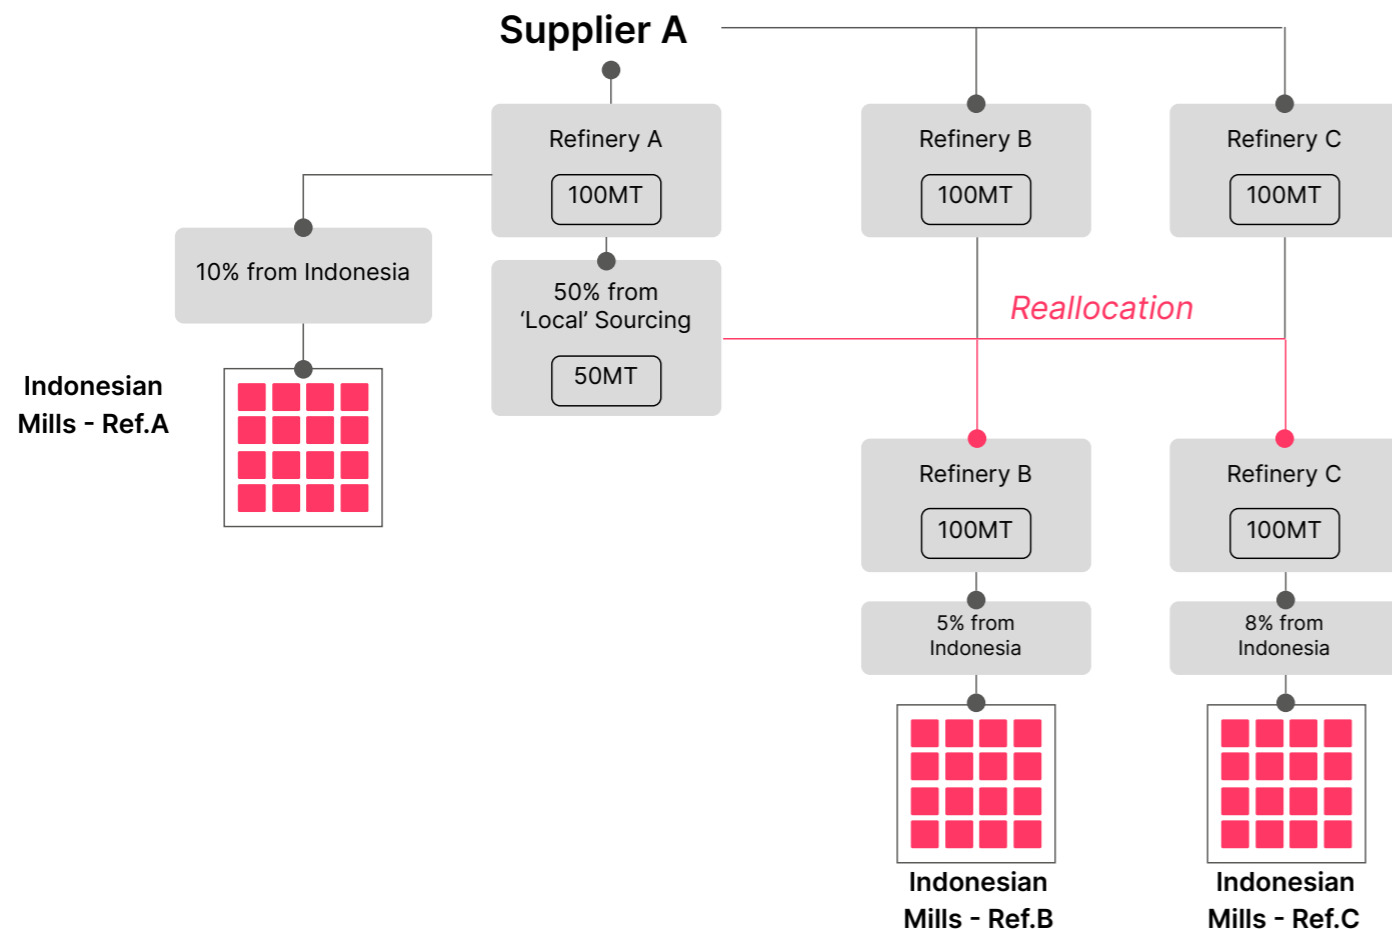 Supplier A
Refinery A
100MT
Refinery B
100MT
Refinery C
100MT
10% from Indonesia
50% from
‘Local’ Sourcing
50MT
Reallocation
Indonesian
Mills - Ref.A
Refinery B
100MT
Refinery C
100MT
5% from
Indonesia
8% from
Indonesia
Indonesian
Mills - Ref.B
Indonesian
Mills - Ref.C